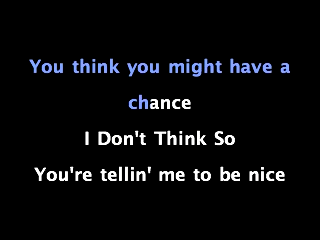 You think you might have a
chance
I Don't Think So
You're tellin' me to be nice